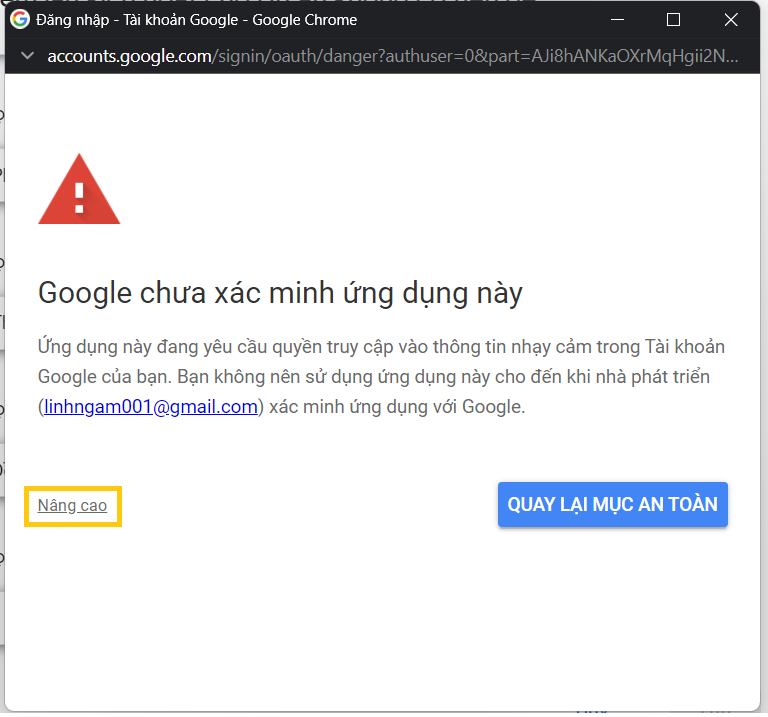 Đăng nhập - Tài khoản Google - Google Chrome
accounts.google.com/signin/oauth/danger?authuser=0&part=AJi8hANKaOXrMqHgii2N...
Google chưa xác minh ứng dụng này
Ứng dụng này đang yêu cầu quyền truy cập vào thông tin nhạy cảm trong Tài khoản
Google của bạn. Bạn không nên sử dụng ứng dụng này cho đến khi nhà phát triển
(linhngam001@gmail.com) xác minh ứng dụng với Google.
Nâng cao
QUAY LẠI MỤC AN TOÀN